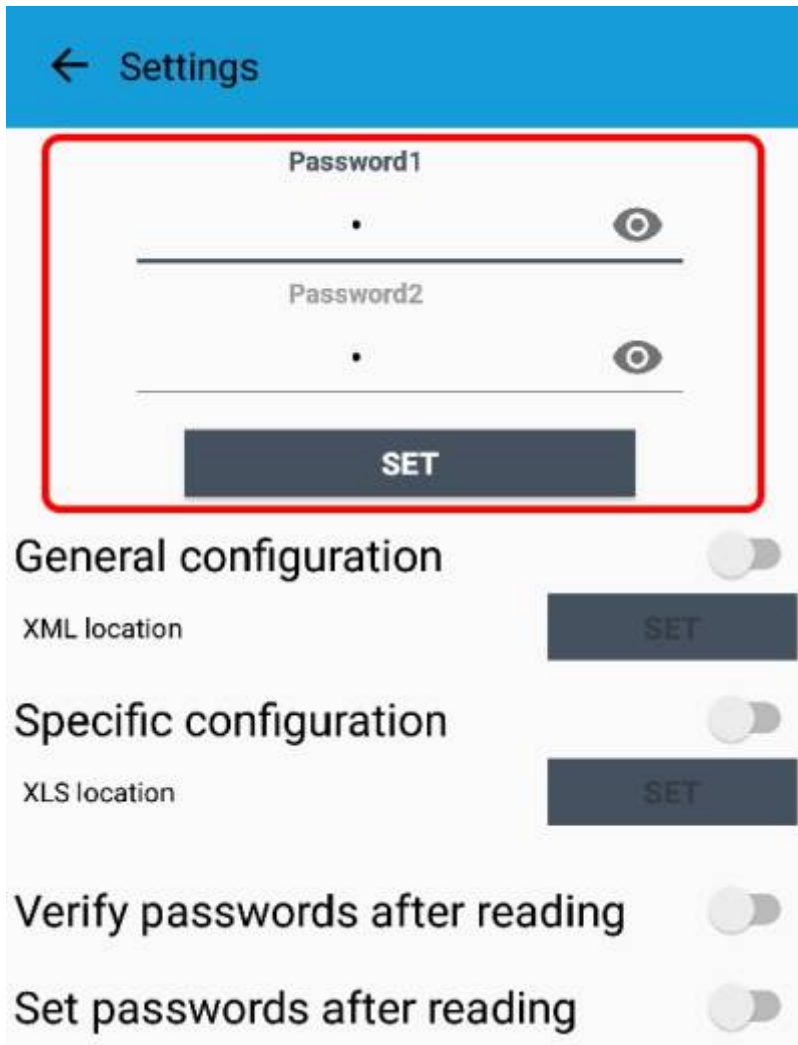 Settings
Password1
•
Password2
•
SET
General configuration
XML location
SET
Specific configuration
XLS location
SET
Verify passwords after reading
Set passwords after reading